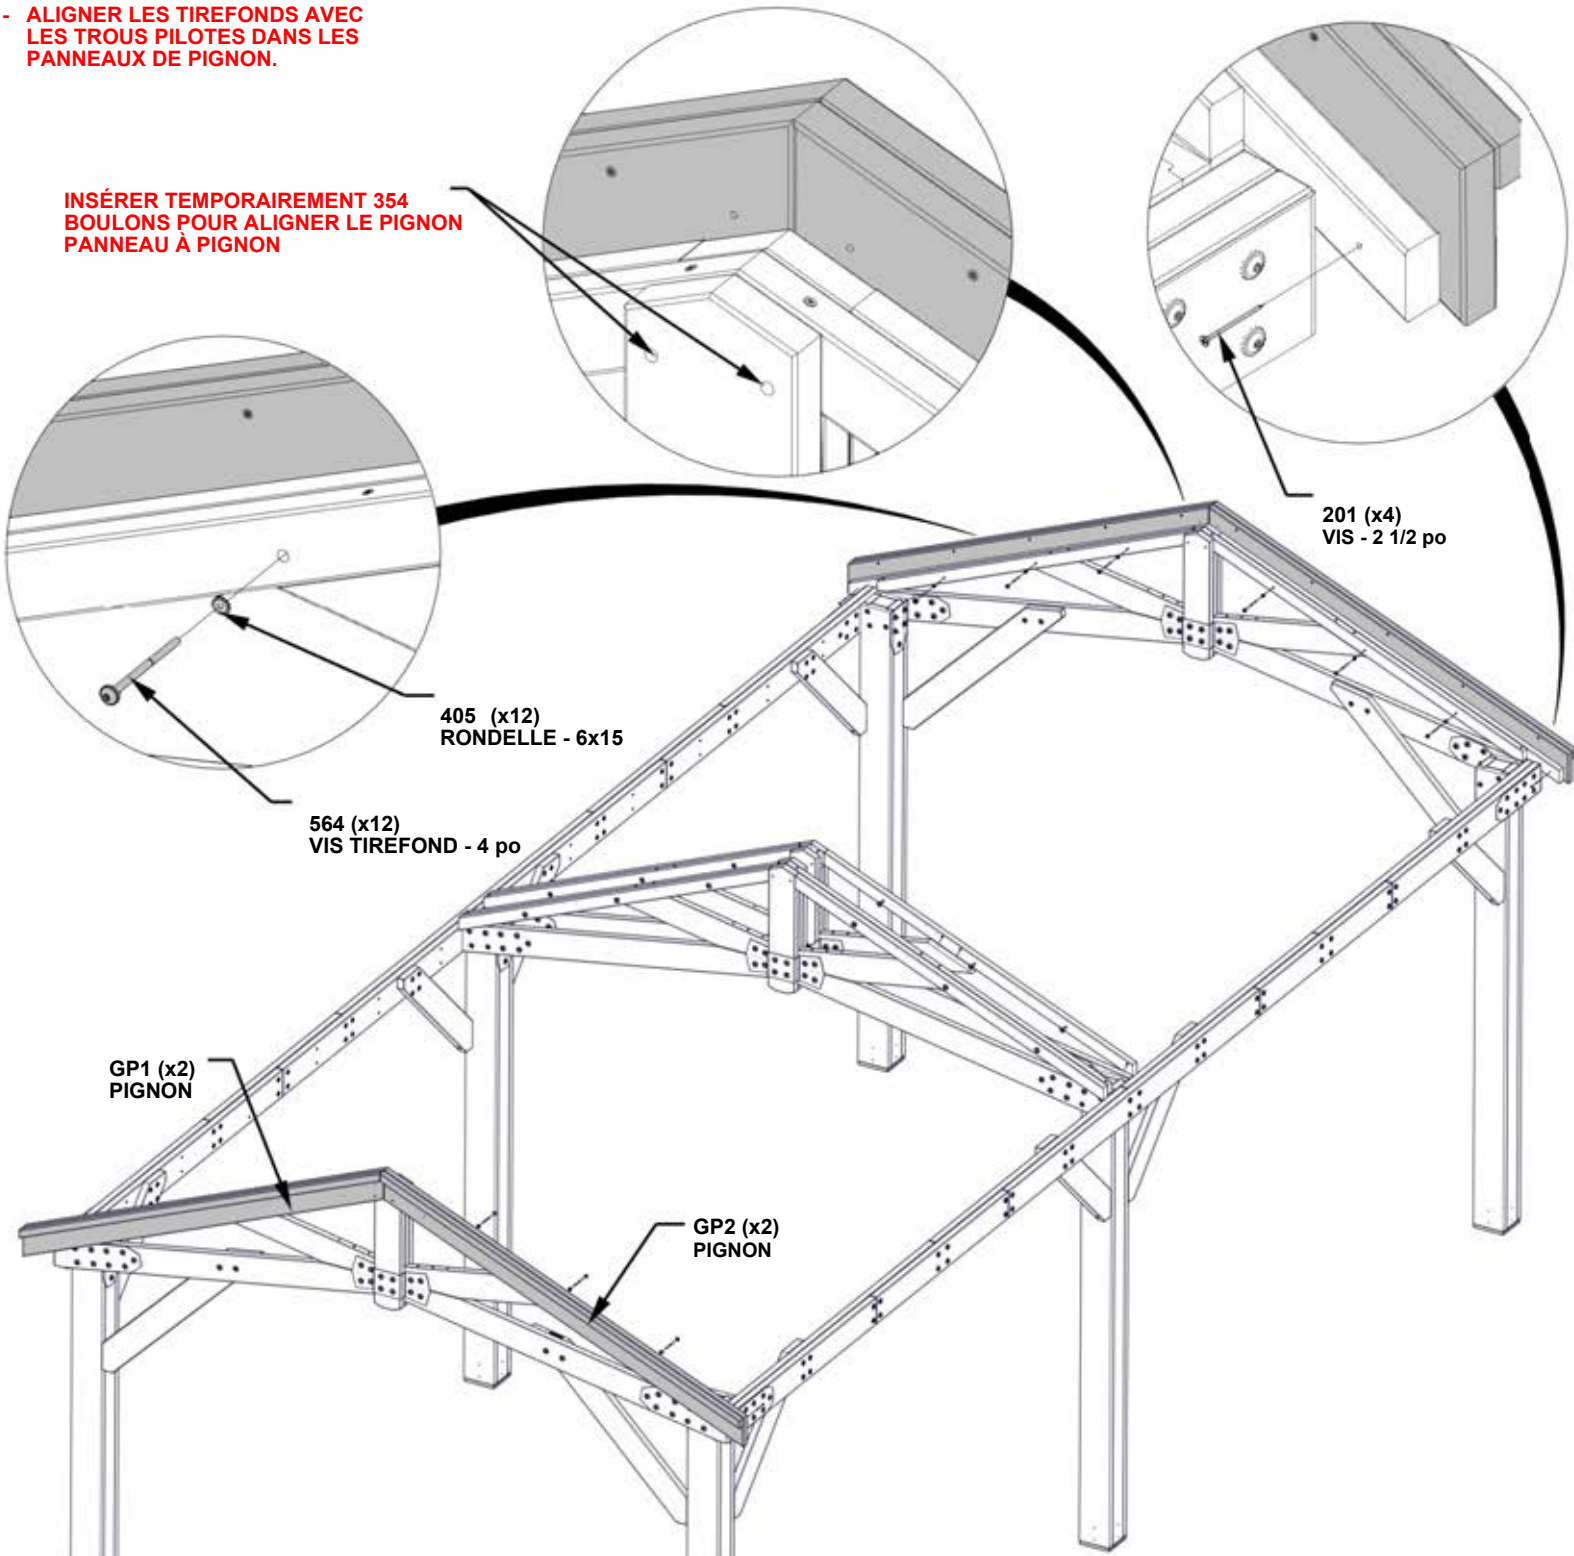 - ALIGNER LES TIREFONDS AVEC
LES TROUS PILOTES DANS LES
PANNEAUX DE PIGNON.
INSÉRER TEMPORAIREMENT 354
BOULONS POUR ALIGNER LE PIGNON
PANNEAU À PIGNON
201 (x4)
VIS - 2 1/2 po
405 (x12)
RONDELLE - 6x15
564 (x12)
VIS TIREFOND - 4 po
GP1 (x2)
PIGNON
GP2 (x2)
PIGNON